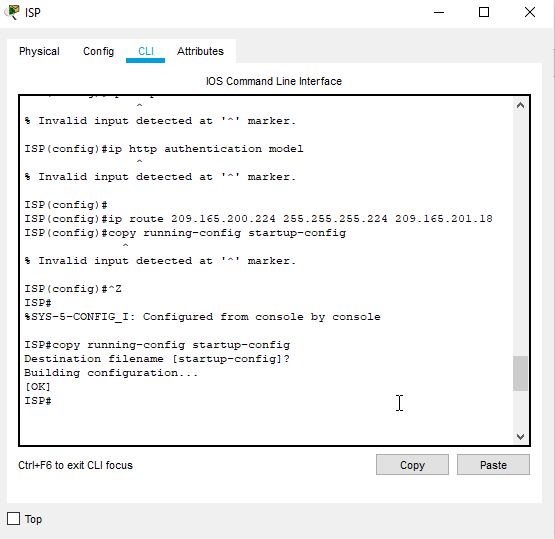 ISP
Physical Config CLI Attributes
IOS Command Line Interface
^
% Invalid input detected at '^' marker.
ISP(config)#ip http authentication model
^
% Invalid input detected at '^' marker.
ISP(config)#
ISP(config)#ip route 209.165.200.224 255.255.255.224 209.165.201.18
ISP(config)#copy running-config startup-config
^
% Invalid input detected at '^' marker.
ISP(config)#^Z
ISP#
%SYS-5-CONFIG_I: Configured from console by console
ISP#copy running-config startup-config
Destination filename [startup-config]?
Building configuration...
[OK]
ISP#
Ctrl+F6 to exit CLI focus
Copy Paste
Top